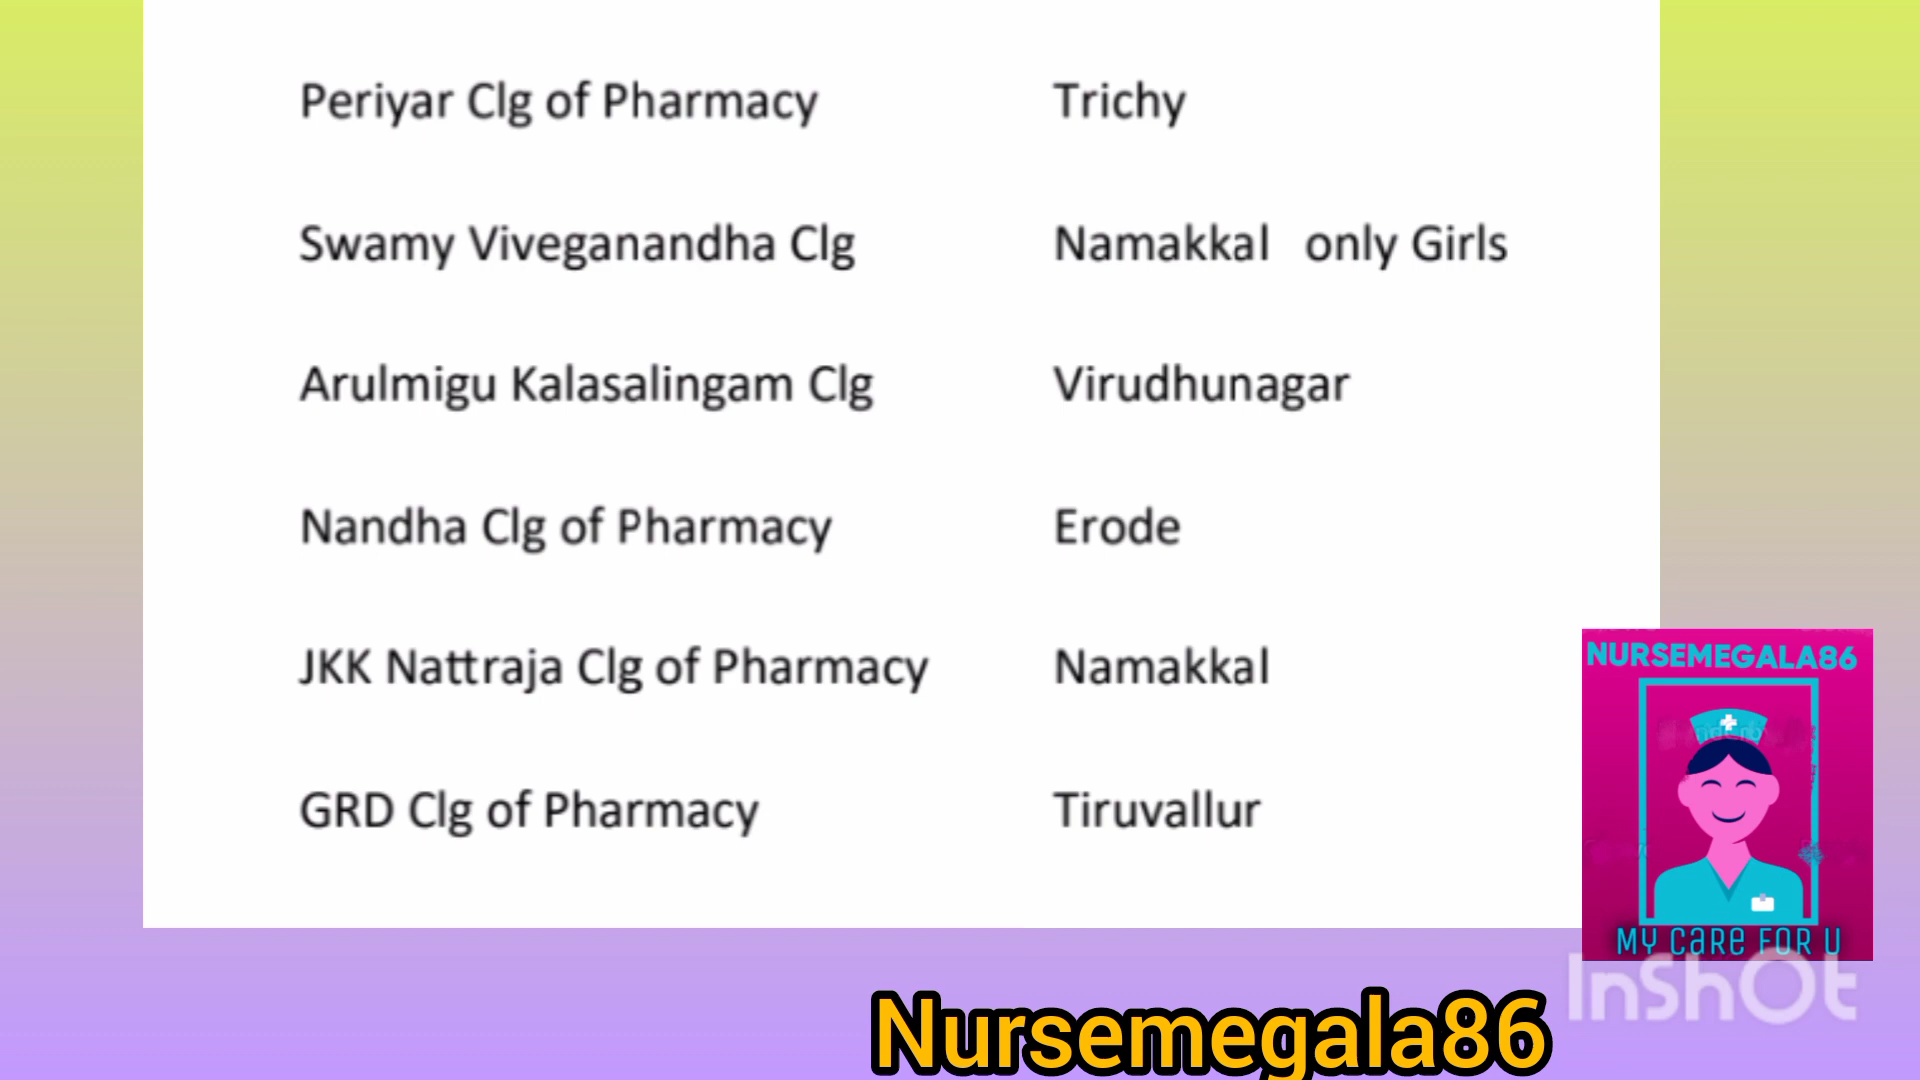 Periyar Clg of Pharmacy Trichy
Swamy Viveganandha Clg Namakkal only Girls
Arulmigu Kalasalingam Clg Virudhunagar
Nandha Clg of Pharmacy Erode
JKK Nattraja Clg of Pharmacy Namakkal
GRD Clg of Pharmacy Tiruvallur
NURSEMEGALA86
MY CARE FOR U
InShOt
Nursemegala86